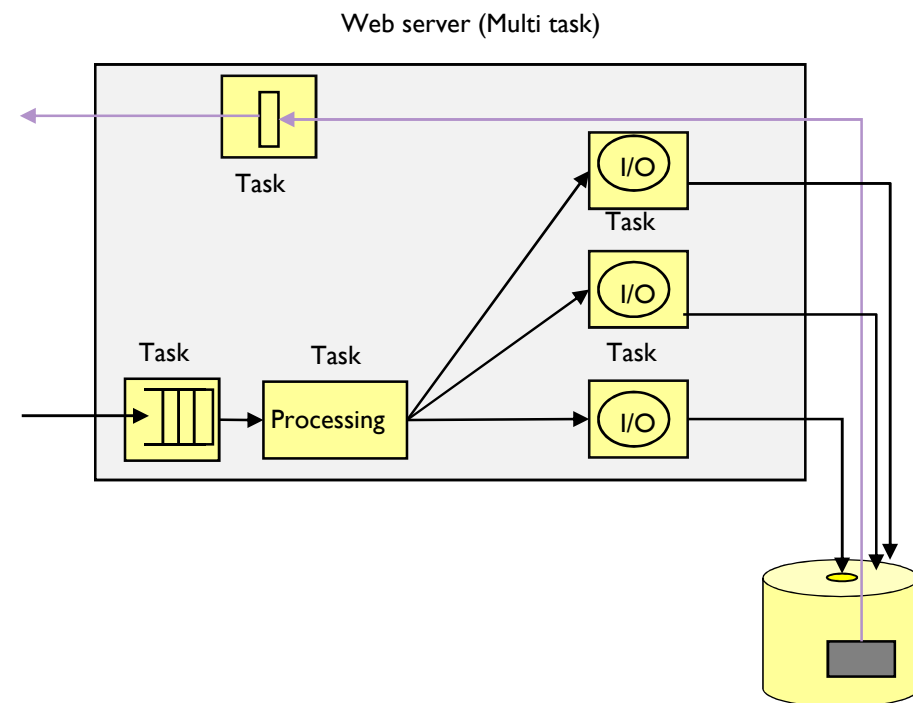 Web server (Multi task)
Task
I/O
Task
I/O
Task
Task
Task
Processing
I/O